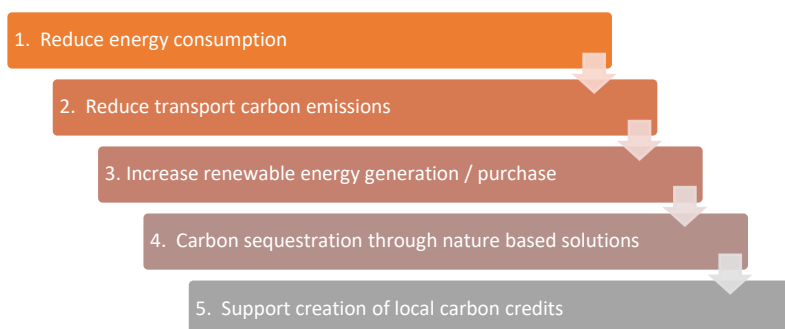 1. Reduce energy consumption
2. Reduce transport carbon emissions
3. Increase renewable energy generation / purchase
4. Carbon sequestration through nature based solutions
5. Support creation of local carbon credits